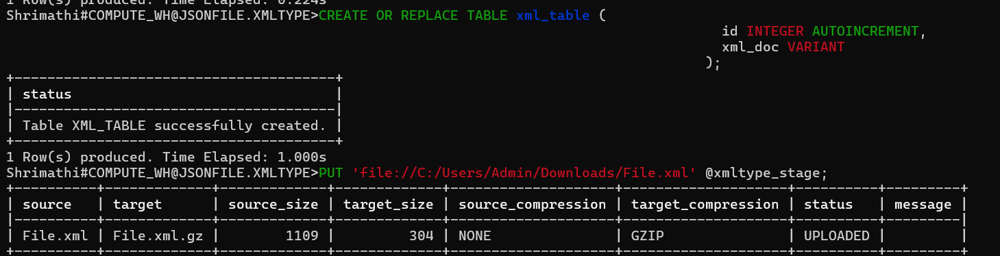 1 Row(s) produced. Time Elapsed: 0.224s
Shrimathi#COMPUTE_WH@JSONFILE.XMLTYPE>CREATE OR REPLACE TABLE xml_table (
id INTEGER AUTOINCREMENT,
xml_doc VARIANT
);
+---------------------------------------+
| status                                |
|---------------------------------------|
| Table XML_TABLE successfully created. |
+---------------------------------------+
1 Row(s) produced. Time Elapsed: 1.000s
Shrimathi#COMPUTE_WH@JSONFILE.XMLTYPE>PUT 'file://C:/Users/Admin/Downloads/File.xml' @xmltype_stage;
+----------+-------------+-------------+-------------+--------------------+--------------------+----------+---------+
| source   | target      | source_size | target_size | source_compression | target_compression | status   | message |
|----------+-------------+-------------+-------------+--------------------+--------------------+----------+---------|
| File.xml | File.xml.gz |        1109 |         304 | NONE               | GZIP               | UPLOADED |         |
+----------+-------------+-------------+-------------+--------------------+--------------------+----------+---------+